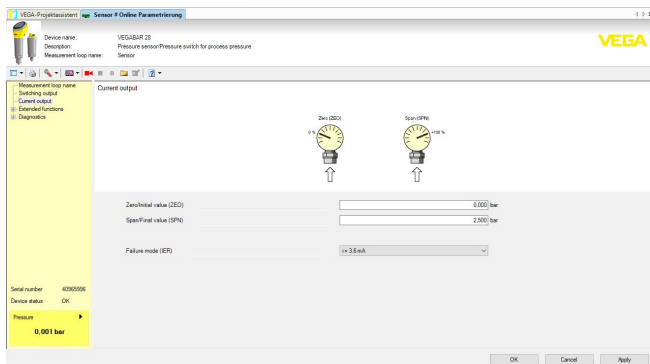 VEGA-Projektassistent
Sensor # Online Parametrierung
Device name: VEGABAR 28
Description: Pressure sensor/Pressure switch for process pressure
Measurement loop name: Sensor
VEGA
Measurement loop name
Switching output
Current output
Extended functions
Diagnostics
Current output
Zero (ZEO)
Span (SPN)
0 %
+100 %
Zero/Initial value (ZEO) 0,000 bar
Span/Final value (SPN) 2,500 bar
Failure mode (IER) <= 3.6 mA
Serial number 40965996
Device status OK
Pressure
0,001 bar
OK
Cancel
Apply